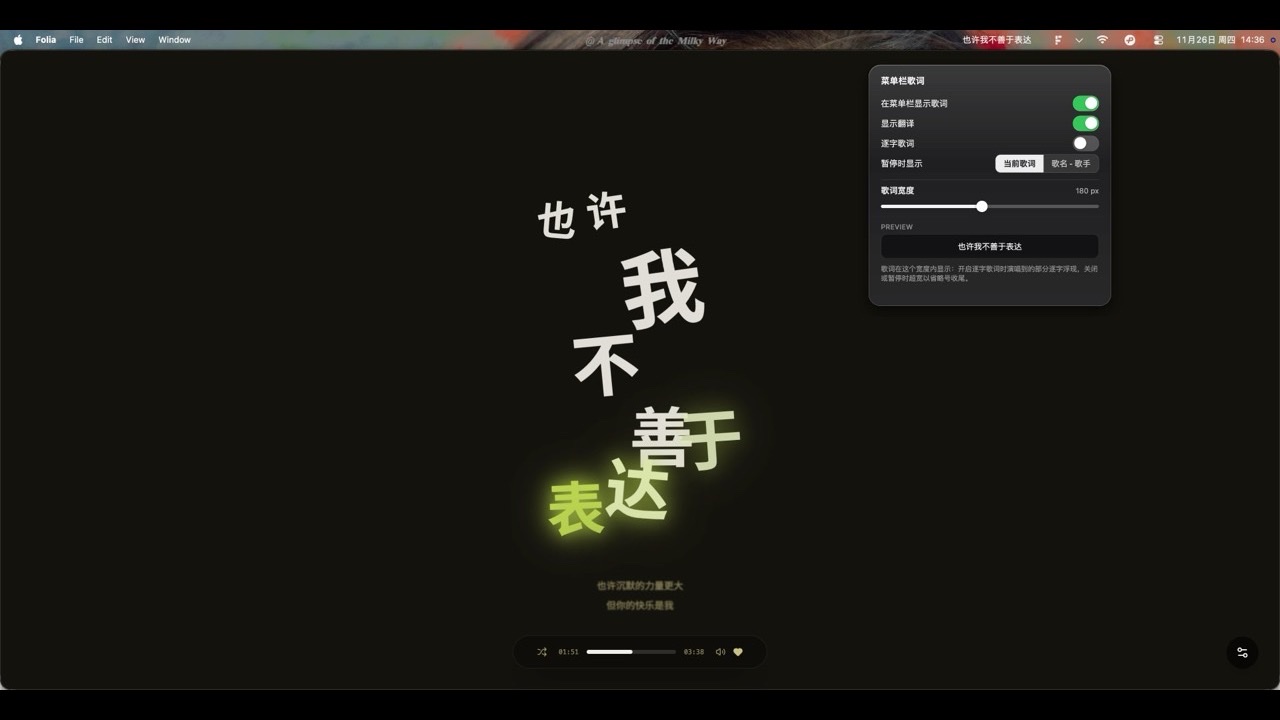 Folia File Edit View Window
@ A glimpse of the Milky Way
也许我不善于表达
11月26日 周四 14:36
菜单栏歌词
在菜单栏显示歌词
显示翻译
逐字歌词
暂停时显示 当前歌词 歌名 - 歌手
歌词宽度 180 px
PREVIEW
也许我不善于表达
歌词在这个宽度内显示：开启逐字歌词时演唱到的部分逐字浮现，关闭
或暂停时超宽以省略号收尾。
也许
我
不
善于
表达
也许沉默的力量更大
但你的快乐是我
01:51 03:38